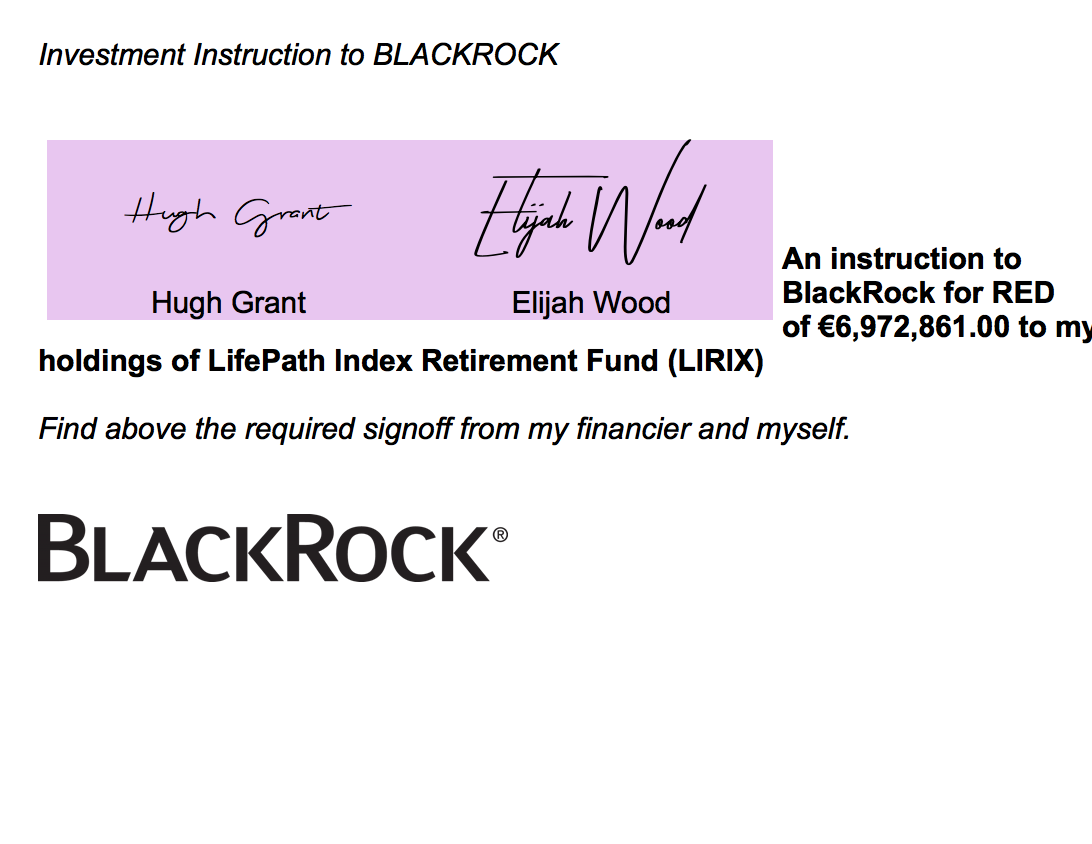 Investment Instruction to BLACKROCK
Hugh Grant
Elijah Wood
Hugh Grant
Elijah Wood
An instruction to
BlackRock for RED
of €6,972,861.00 to my
holdings of LifePath Index Retirement Fund (LIRIX)
Find above the required signoff from my financier and myself.
BLACKROCK®